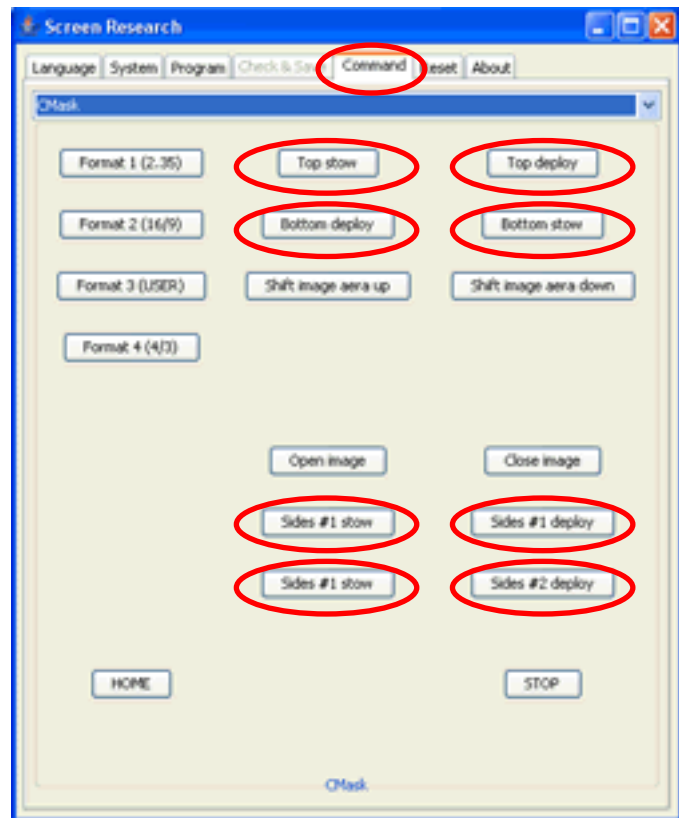 Screen Research
Language System Program Check & Save Command Reset About
CMask
Format 1 (2.35) Top stow Top deploy
Format 2 (16/9) Bottom deploy Bottom stow
Format 3 (USER) Shift image aera up Shift image aera down
Format 4 (4/3)
Open image Close image
Sides #1 stow Sides #1 deploy
Sides #1 stow Sides #2 deploy
HOME STOP
CMask